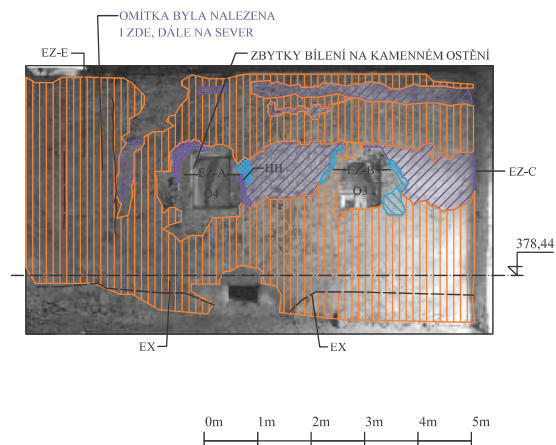 OMÍTKA BYLA NALEZENA
I ZDE, DÁLE NA SEVER
EZ-E
ZBYTKY BÍLENÍ NA KAMENNÉM OSTĚNÍ
EZ-A
HH
EZ-B
EZ-C
O4
O3
378,44
EX
EX
0m 1m 2m 3m 4m 5m